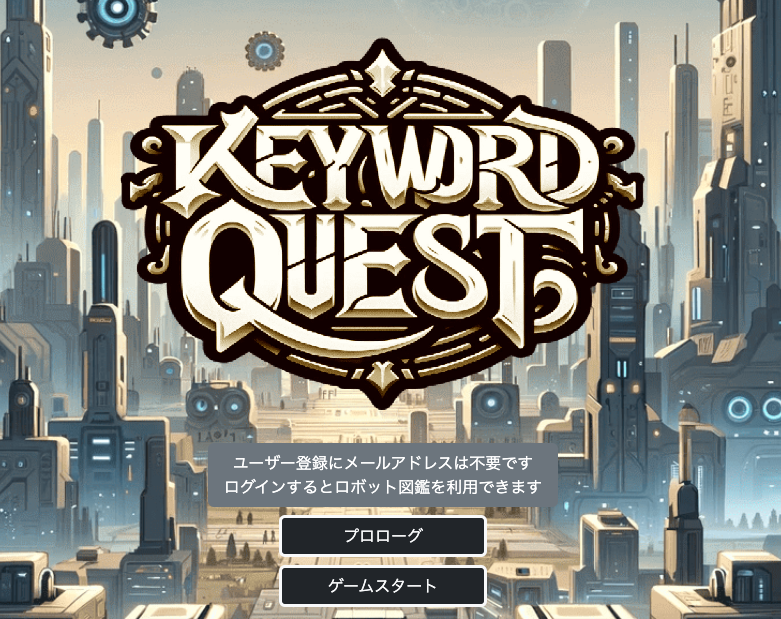 KEYWORD
QUEST
ユーザー登録にメールアドレスは不要です
ログインするとロボット図鑑を利用できます
プロローグ
ゲームスタート